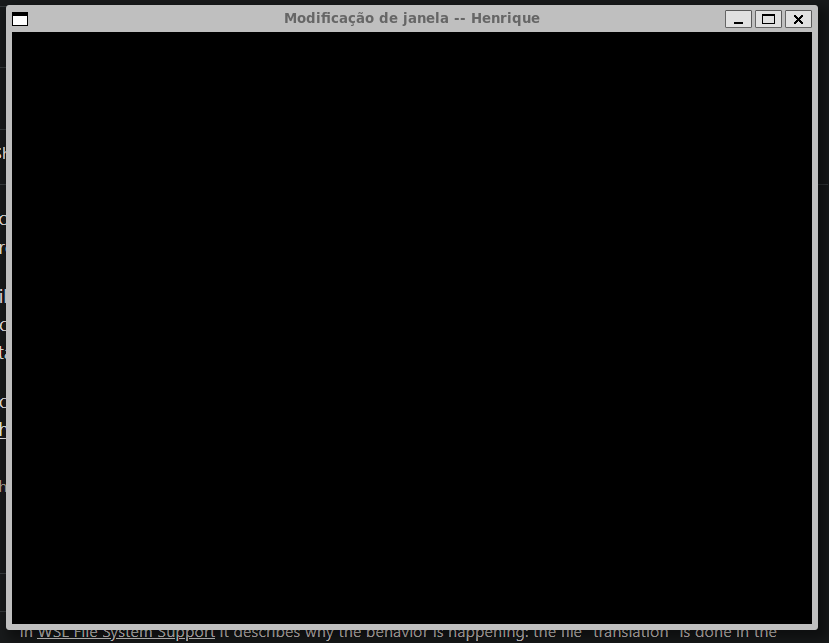 Modificação de janela -- Henrique
in WSL File System Support it describes why the behavior is happening: the file "translation" is done in the